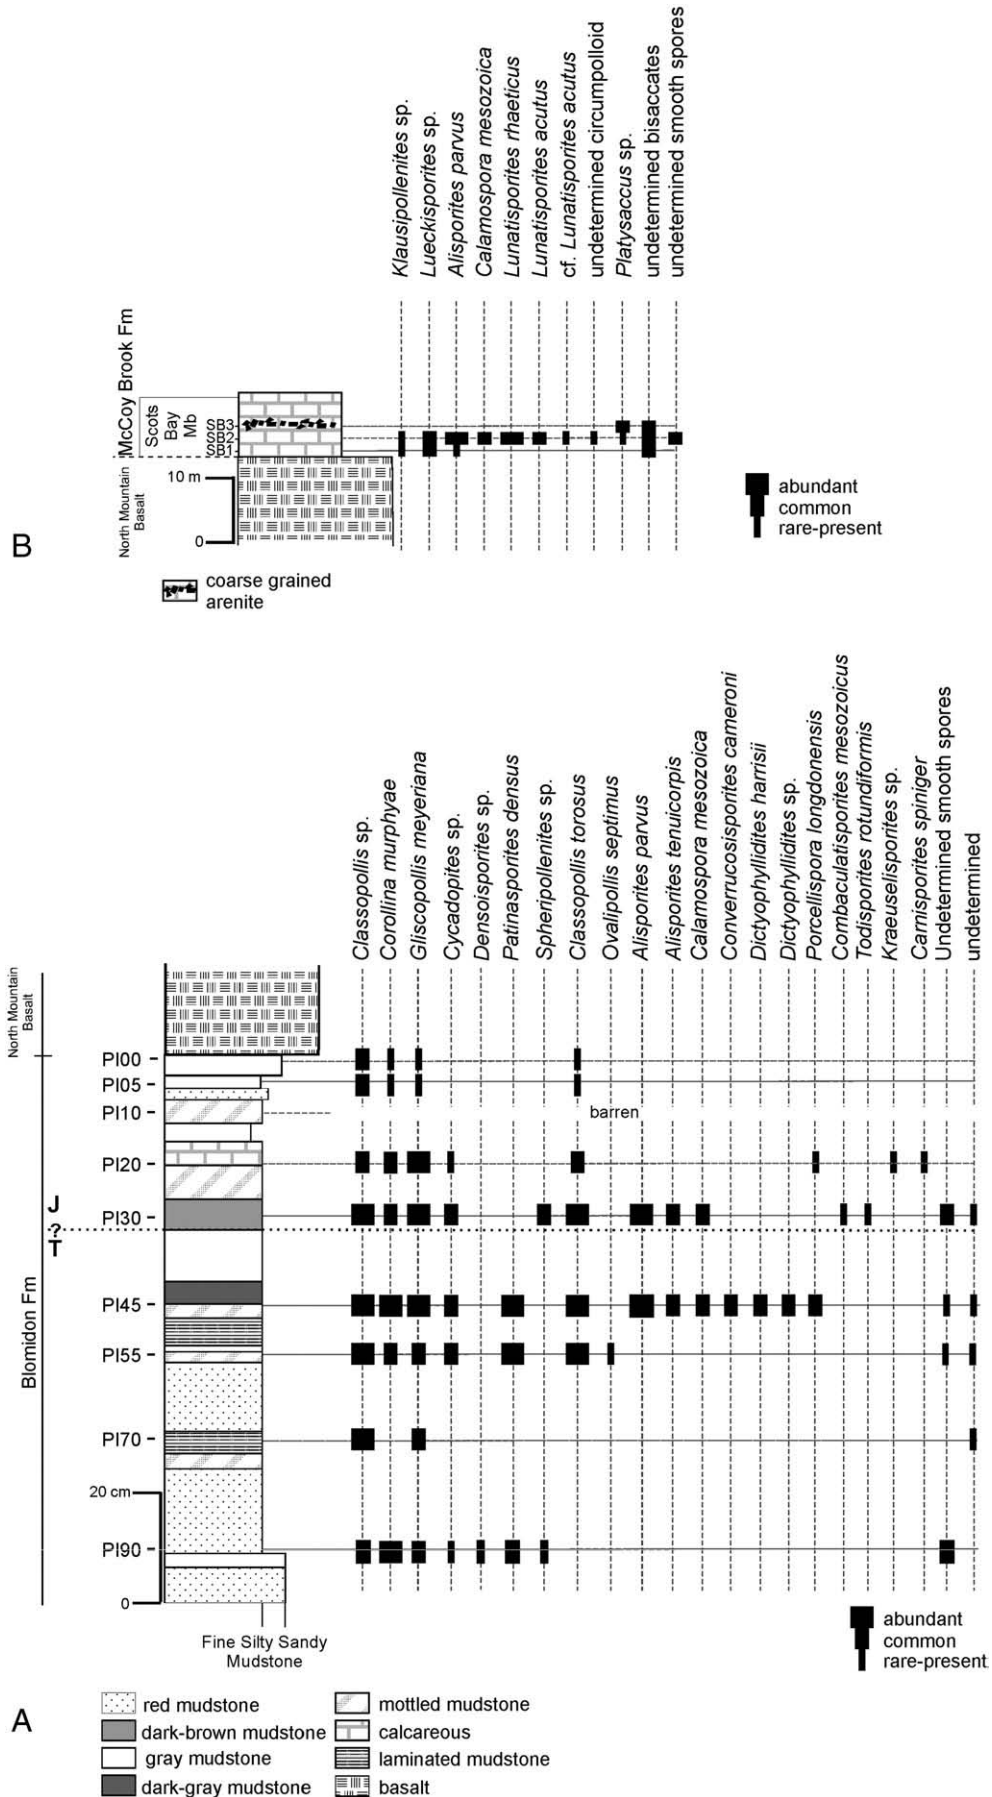 Klausipollenites sp.
Lueckisporites sp.
Alisporites parvus
Calamospora mesozoica
Lunatisporites rhaeticus
Lunatisporites acutus
cf. Lunatisporites acutus
undetermined circumpolloid
Platysaccus sp.
undetermined bisaccates
undetermined smooth spores
McCoy Brook Fm
Scots
Bay
Mb
SB3
SB2
SB1
North Mountain
Basalt
10 m
0
B
abundant
common
rare-present
coarse grained
arenite
Classopollis sp.
Corollina murphyae
Gliscopollis meyeriana
Cycadopites sp.
Densoisporites sp.
Patinasporites densus
Spheripollenites sp.
Classopollis torosus
Ovalipollis septimus
Alisporites parvus
Alisporites tenuicorpis
Calamospora mesozoica
Converrucosisporites cameroni
Dictyophyllidites harrisii
Dictyophyllidites sp.
Porcellispora longdonensis
Combaculatisporites mesozoicus
Todisporites rotundiformis
Kraeuselisporites sp.
Carnisporites spiniger
Undetermined smooth spores
undetermined
North Mountain
Basalt
PI00
PI05
PI10
barren
PI20
J
PI30
?
T
Blomidon Fm
PI45
PI55
PI70
20 cm
PI90
0
Fine Silty Sandy
Mudstone
abundant
common
rare-present
A
red mudstone
mottled mudstone
dark-brown mudstone
calcareous
gray mudstone
laminated mudstone
dark-gray mudstone
basalt